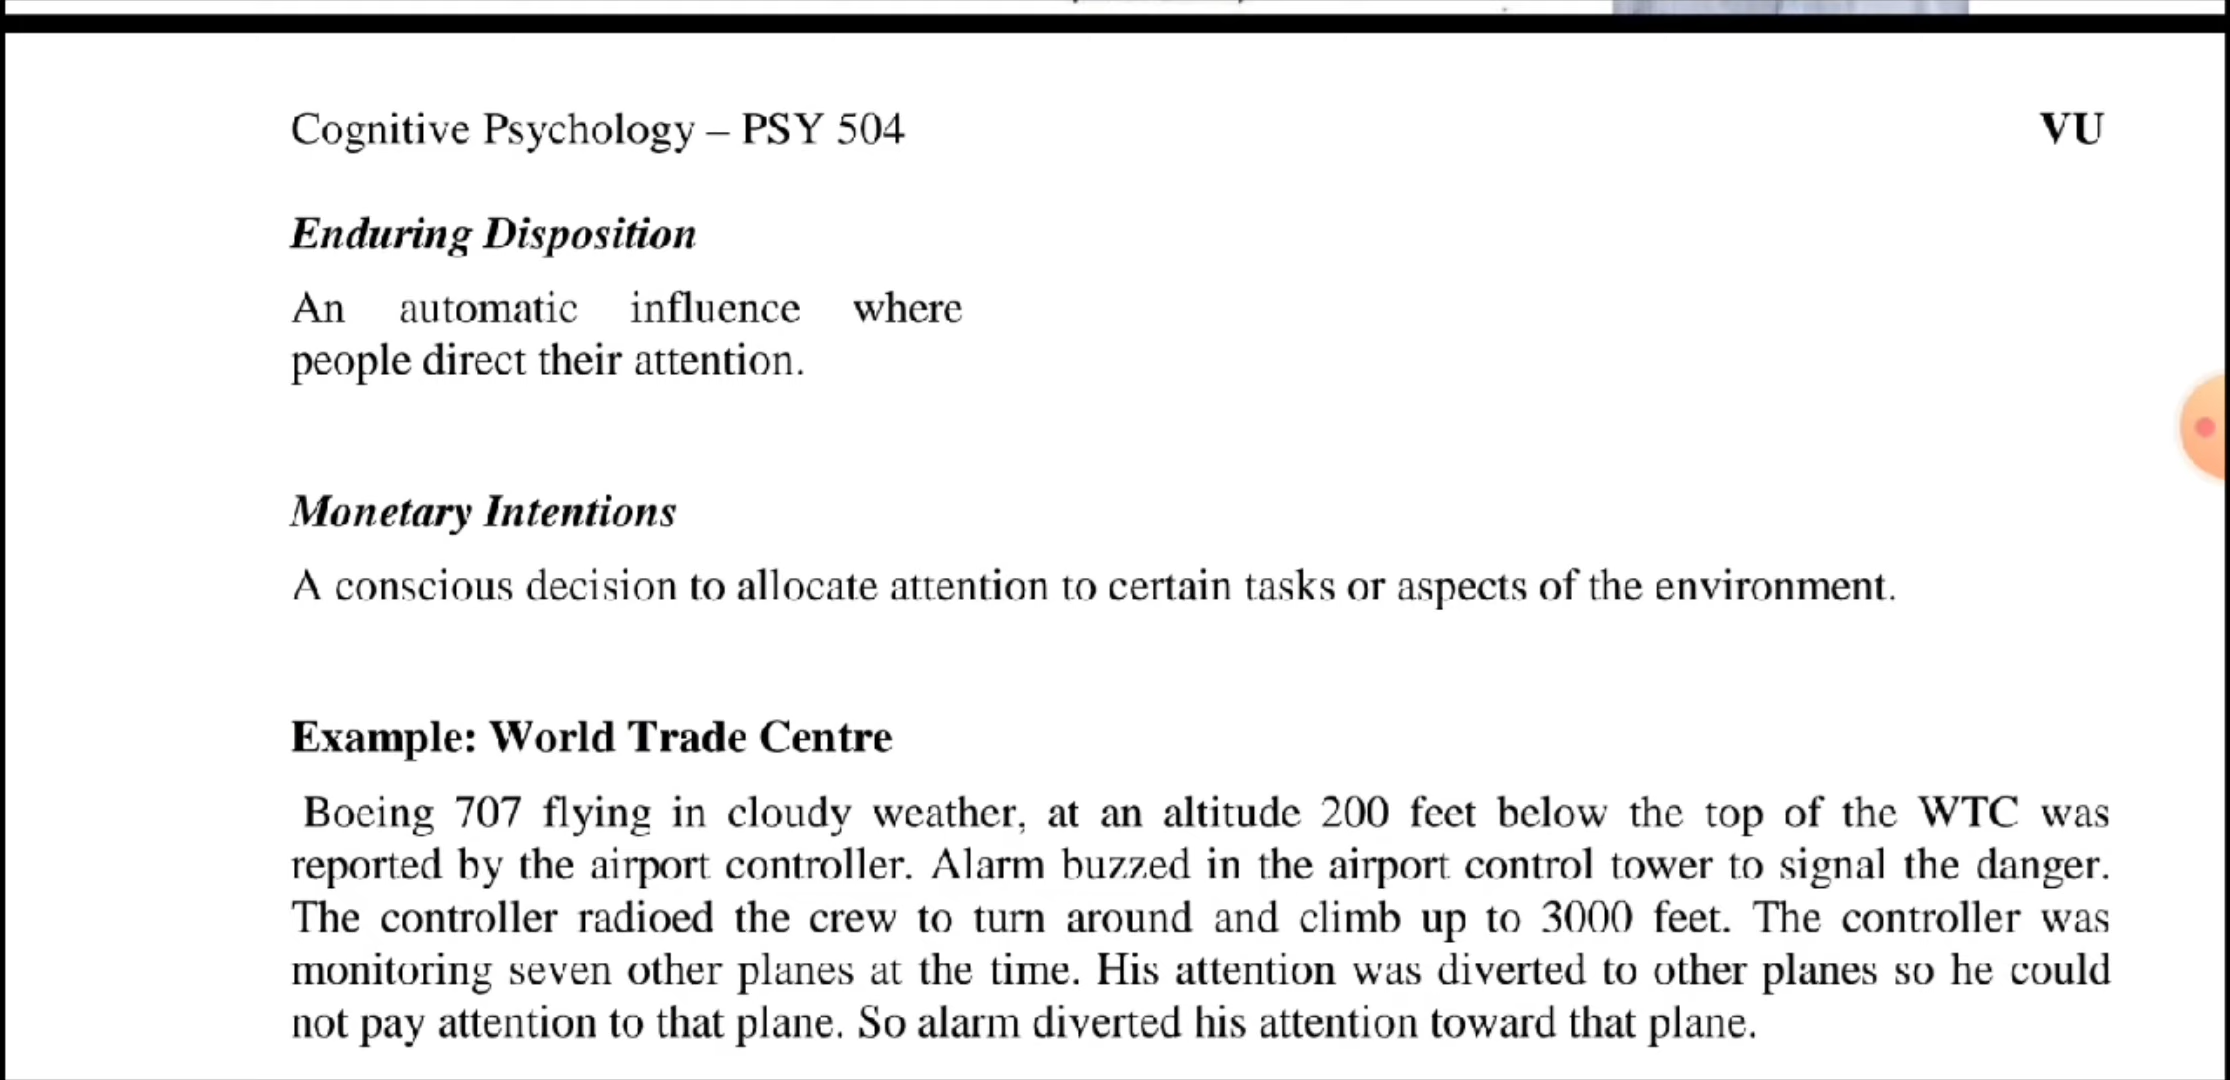 Cognitive Psychology – PSY 504 VU
Enduring Disposition
An automatic influence where
people direct their attention.
Monetary Intentions
A conscious decision to allocate attention to certain tasks or aspects of the environment.
Example: World Trade Centre
Boeing 707 flying in cloudy weather, at an altitude 200 feet below the top of the WTC was
reported by the airport controller. Alarm buzzed in the airport control tower to signal the danger.
The controller radioed the crew to turn around and climb up to 3000 feet. The controller was
monitoring seven other planes at the time. His attention was diverted to other planes so he could
not pay attention to that plane. So alarm diverted his attention toward that plane.